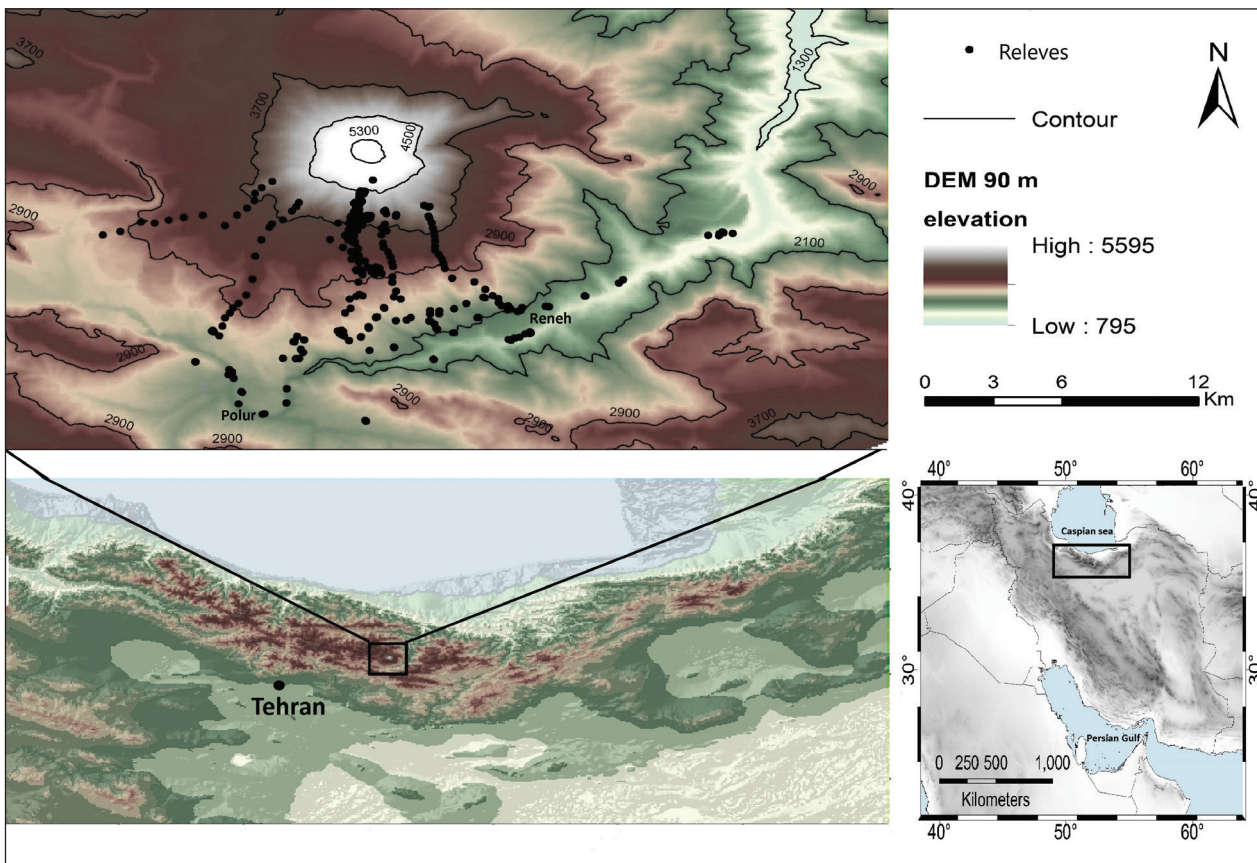 3700
3700
5300
4500
1300
2900
2900
2900
2100
Reneh
2900
2900
2900
Polur
2900
2900
3700
Releves
Contour
N
DEM 90 m
elevation
High : 5595
Low : 795
0 3 6 12
Km
Tehran
40° 50° 60°
40°
40°
Caspian sea
30°
30°
Persian Gulf
0 250 500 1,000
Kilometers
40° 50° 60°